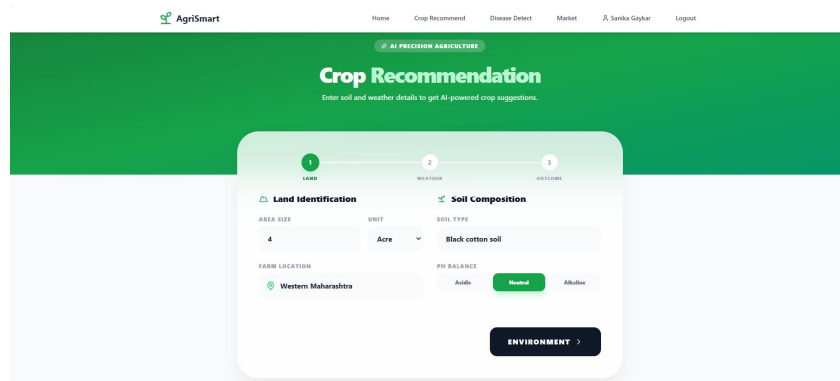 AgriSmart
Home Crop Recommend Disease Detect Market Sanika Gaykar Logout
AI PRECISION AGRICULTURE
Crop Recommendation
Enter soil and weather details to get AI-powered crop suggestions.
1 2 3
LAND WEATHER OUTCOME
Land Identification
AREA SIZE UNIT
4 Acre
FARM LOCATION
Western Maharashtra
Soil Composition
SOIL TYPE
Black cotton soil
PH BALANCE
Acidic Neutral Alkaline
ENVIRONMENT >